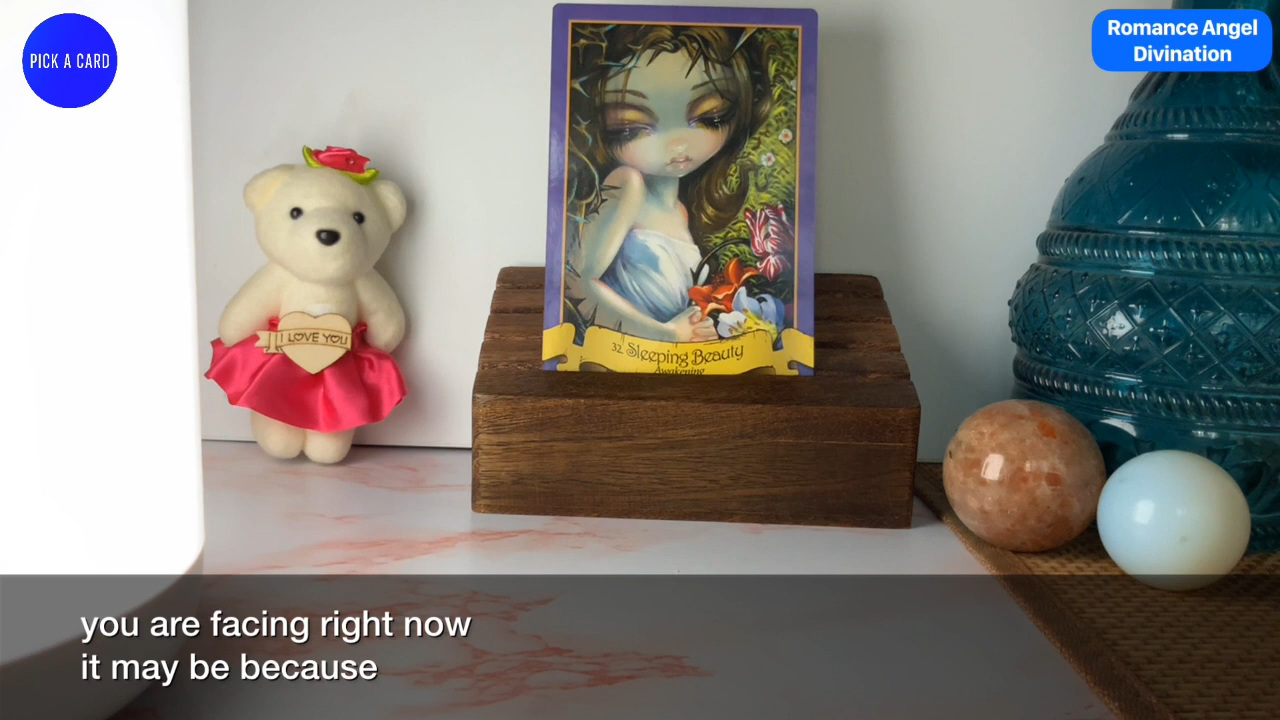 PICK A CARD
Romance Angel
Divination
I LOVE YOU
32 Sleeping Beauty
Awakening
you are facing right now
it may be because